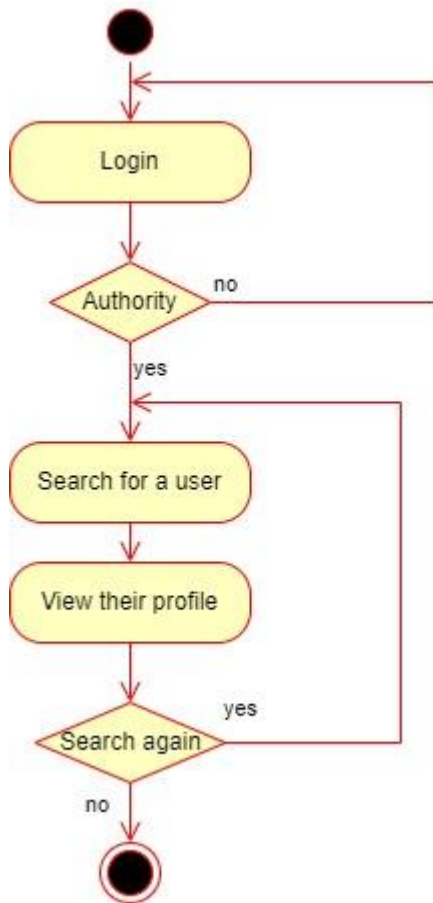 Login
Authority
no
yes
Search for a user
View their profile
yes
Search again
no